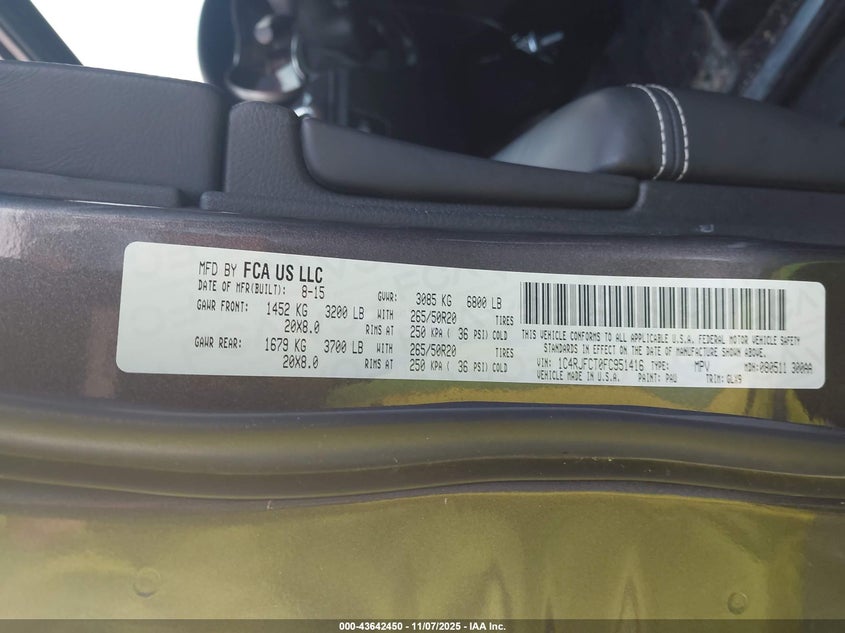 MFD BY FCA US LLC
DATE OF MFR(BUILT): 8-15 GVWR: 3085 KG 6800 LB
GAWR FRONT: 1452 KG 3200 LB WITH 265/50R20 TIRES
20X8.0 RIMS AT 250 KPA ( 36 PSI) COLD
GAWR REAR: 1679 KG 3700 LB WITH 265/50R20 TIRES
20X8.0 RIMS AT 250 KPA ( 36 PSI) COLD
THIS VEHICLE CONFORMS TO ALL APPLICABLE U.S.A. FEDERAL MOTOR VEHICLE SAFETY
STANDARDS IN EFFECT ON THE DATE OF MANUFACTURE SHOWN ABOVE.
VIN: 1C4RJFCT0FC951416 TYPE: MPV MDH: 080511 300AA
VEHICLE MADE IN U.S.A. PAINT: PAU TRIM: GLX9
000-43642450 - 11/07/2025 - IAA Inc.